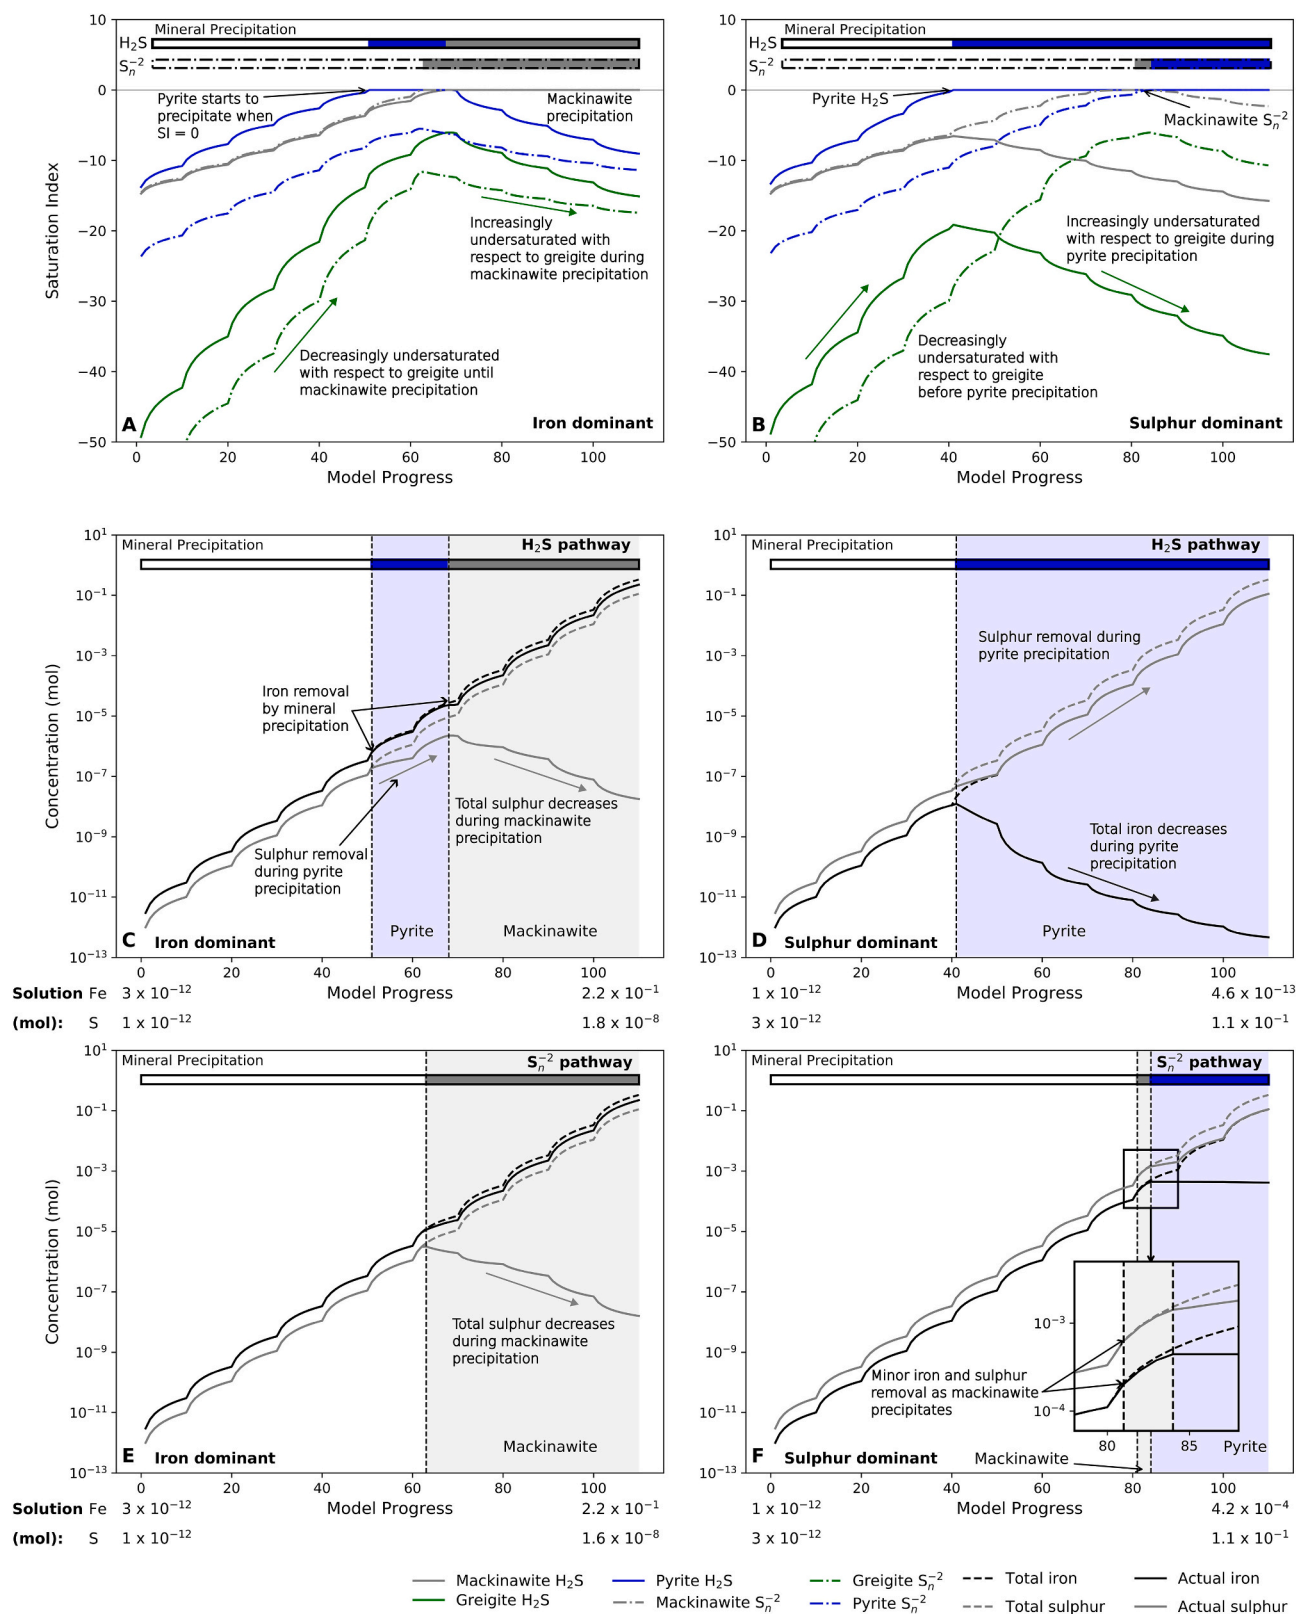 Mineral Precipitation
H₂S
Sₙ⁻²
Pyrite starts to
precipitate when
SI = 0
Mackinawite
precipitation
Increasingly
undersaturated with
respect to greigite during
mackinawite precipitation
Decreasingly undersaturated
with respect to greigite until
mackinawite precipitation
A
Iron dominant
10
0
−10
−20
−30
−40
−50
Saturation Index
0 20 40 60 80 100
Model Progress
Mineral Precipitation
H₂S
Sₙ⁻²
Pyrite H₂S
Mackinawite Sₙ⁻²
Increasingly undersaturated
with respect to greigite during
pyrite precipitation
Decreasingly
undersaturated with
respect to greigite
before pyrite precipitation
B
Sulphur dominant
10
0
−10
−20
−30
−40
−50
0 20 40 60 80 100
Model Progress
Mineral Precipitation
H₂S pathway
Iron removal
by mineral
precipitation
Total sulphur decreases
during mackinawite
precipitation
Sulphur removal
during pyrite
precipitation
Pyrite
Mackinawite
C
Iron dominant
10¹
10⁻¹
10⁻³
10⁻⁵
10⁻⁷
10⁻⁹
10⁻¹¹
10⁻¹³
Concentration (mol)
0 20 40 60 80 100
Model Progress
Solution Fe 3 x 10⁻¹² 2.2 x 10⁻¹
(mol): S 1 x 10⁻¹² 1.8 x 10⁻⁸
Mineral Precipitation
H₂S pathway
Sulphur removal during
pyrite precipitation
Total iron decreases
during pyrite
precipitation
Pyrite
D
Sulphur dominant
10¹
10⁻¹
10⁻³
10⁻⁵
10⁻⁷
10⁻⁹
10⁻¹¹
10⁻¹³
0 20 40 60 80 100
Model Progress
1 x 10⁻¹² 4.6 x 10⁻¹³
3 x 10⁻¹² 1.1 x 10⁻¹
Mineral Precipitation
Sₙ⁻² pathway
Total sulphur decreases
during mackinawite
precipitation
Mackinawite
E
Iron dominant
10¹
10⁻¹
10⁻³
10⁻⁵
10⁻⁷
10⁻⁹
10⁻¹¹
10⁻¹³
Concentration (mol)
0 20 40 60 80 100
Model Progress
Solution Fe 3 x 10⁻¹² 2.2 x 10⁻¹
(mol): S 1 x 10⁻¹² 1.6 x 10⁻⁸
Mineral Precipitation
Sₙ⁻² pathway
Minor iron and sulphur
removal as mackinawite
precipitates
10⁻³
10⁻⁴
80 85
Pyrite
Mackinawite
F
Sulphur dominant
10¹
10⁻¹
10⁻³
10⁻⁵
10⁻⁷
10⁻⁹
10⁻¹¹
10⁻¹³
0 20 40 60 80 100
Model Progress
1 x 10⁻¹² 4.2 x 10⁻⁴
3 x 10⁻¹² 1.1 x 10⁻¹
Mackinawite H₂S
Greigite H₂S
Pyrite H₂S
Mackinawite Sₙ⁻²
Greigite Sₙ⁻²
Pyrite Sₙ⁻²
Total iron
Total sulphur
Actual iron
Actual sulphur